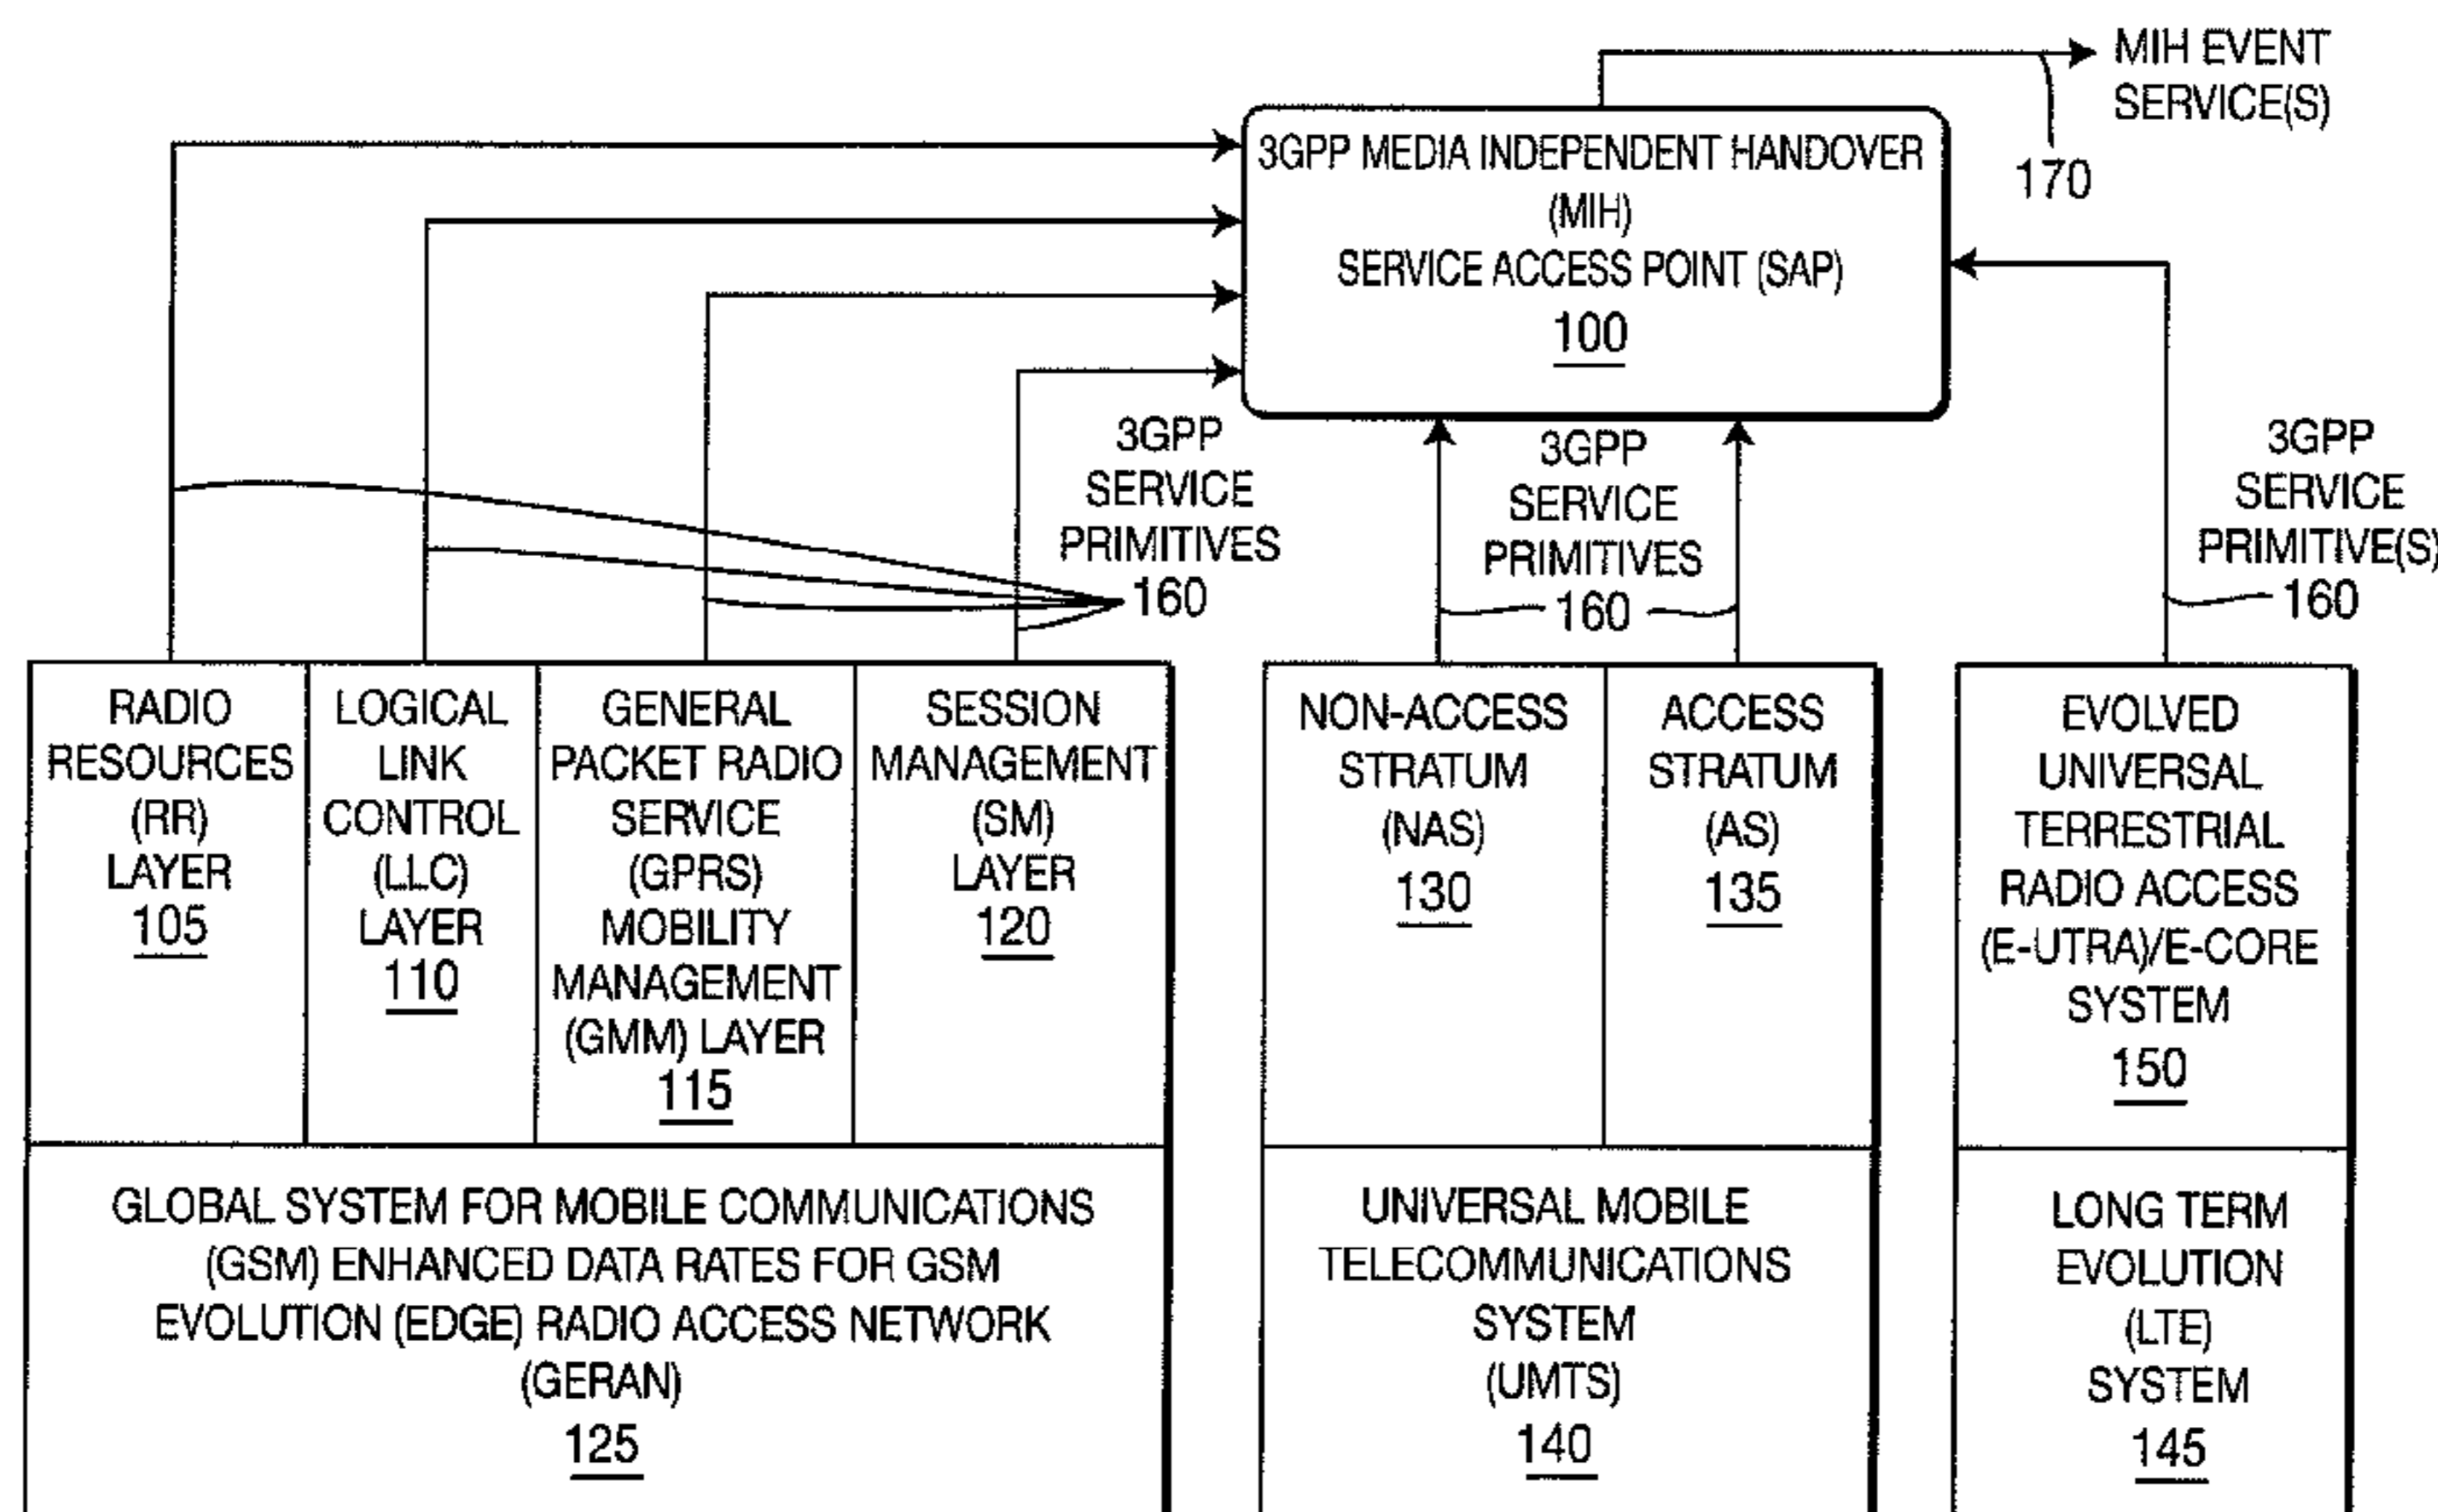 MIH EVENT
SERVICE(S)
170
3GPP MEDIA INDEPENDENT HANDOVER
(MIH)
SERVICE ACCESS POINT (SAP)
100
3GPP
SERVICE
PRIMITIVES
160
3GPP
SERVICE
PRIMITIVES
160
3GPP
SERVICE
PRIMITIVE(S)
160
RADIO
RESOURCES
(RR)
LAYER
105
LOGICAL
LINK
CONTROL
(LLC)
LAYER
110
GENERAL
PACKET RADIO
SERVICE
(GPRS)
MOBILITY
MANAGEMENT
(GMM) LAYER
115
SESSION
MANAGEMENT
(SM)
LAYER
120
NON-ACCESS
STRATUM
(NAS)
130
ACCESS
STRATUM
(AS)
135
EVOLVED
UNIVERSAL
TERRESTRIAL
RADIO ACCESS
(E-UTRA)/E-CORE
SYSTEM
150
GLOBAL SYSTEM FOR MOBILE COMMUNICATIONS
(GSM) ENHANCED DATA RATES FOR GSM
EVOLUTION (EDGE) RADIO ACCESS NETWORK
(GERAN)
125
UNIVERSAL MOBILE
TELECOMMUNICATIONS
SYSTEM
(UMTS)
140
LONG TERM
EVOLUTION
(LTE)
SYSTEM
145